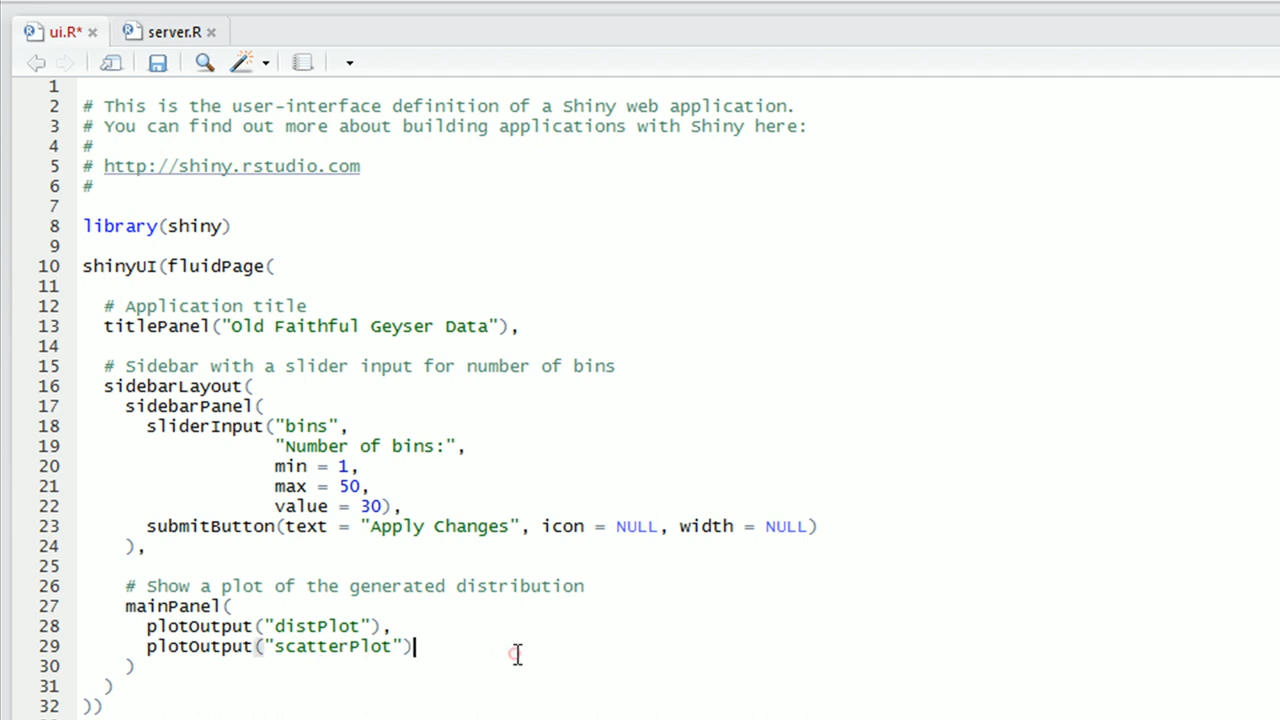 ui.R*
server.R
1
2 # This is the user-interface definition of a Shiny web application.
3 # You can find out more about building applications with Shiny here:
4 #
5 # http://shiny.rstudio.com
6 #
7
8 library(shiny)
9
10 shinyUI(fluidPage(
11
12   # Application title
13   titlePanel("Old Faithful Geyser Data"),
14
15   # Sidebar with a slider input for number of bins
16   sidebarLayout(
17     sidebarPanel(
18       sliderInput("bins",
19                   "Number of bins:",
20                   min = 1,
21                   max = 50,
22                   value = 30),
23       submitButton(text = "Apply Changes", icon = NULL, width = NULL)
24     ),
25
26     # Show a plot of the generated distribution
27     mainPanel(
28       plotOutput("distPlot"),
29       plotOutput("scatterPlot")
30     )
31   )
32 ))